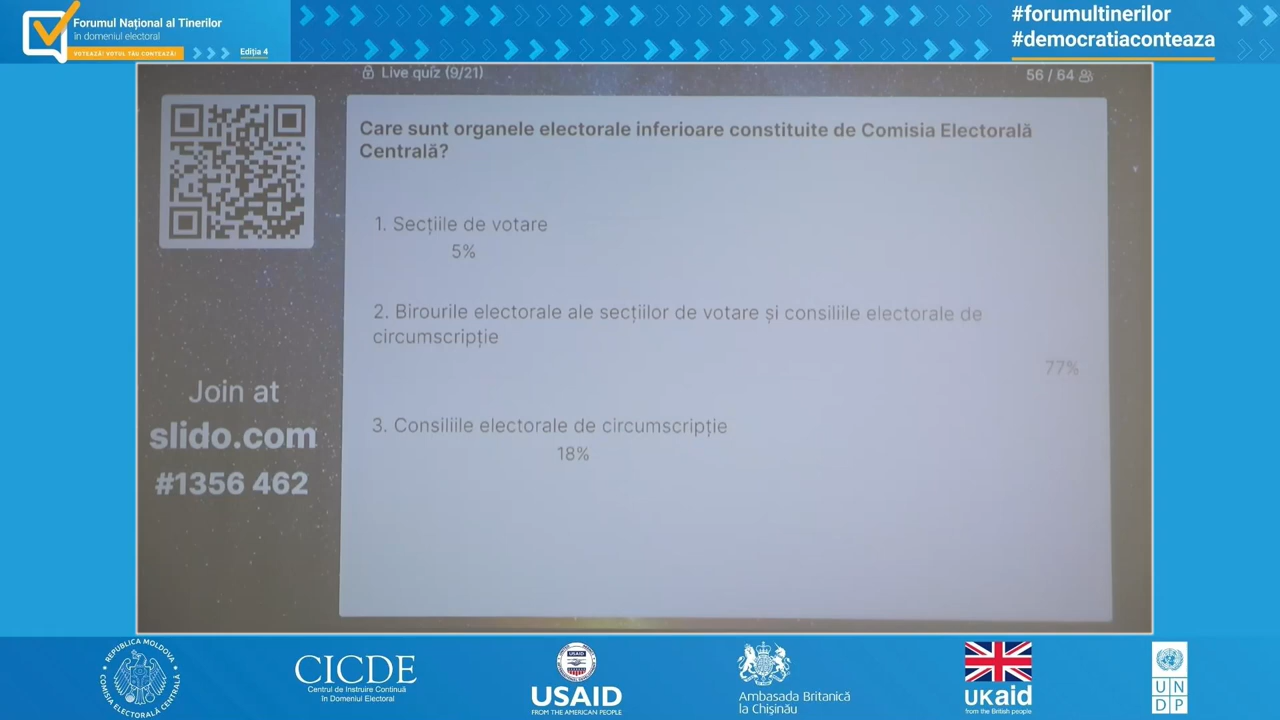 Forumul Național al Tinerilor
în domeniul electoral
VOTEAZĂ! VOTUL TĂU CONTEAZĂ!
Ediția 4
#forumultinerilor
#democratiaconteaza
Live quiz (9/21)
56 / 64
Care sunt organele electorale inferioare constituite de Comisia Electorală
Centrală?
1. Secțiile de votare
5%
2. Birourile electorale ale secțiilor de votare și consiliile electorale de
circumscripție
77%
3. Consiliile electorale de circumscripție
18%
Join at
slido.com
#1356 462
REPUBLICA MOLDOVA
COMISIA ELECTORALĂ CENTRALĂ
CICDE
Centrul de Instruire Continuă
în Domeniul Electoral
USAID
USAID
FROM THE AMERICAN PEOPLE
Ambasada Britanică
la Chișinău
UKaid
from the British people
U N
D P